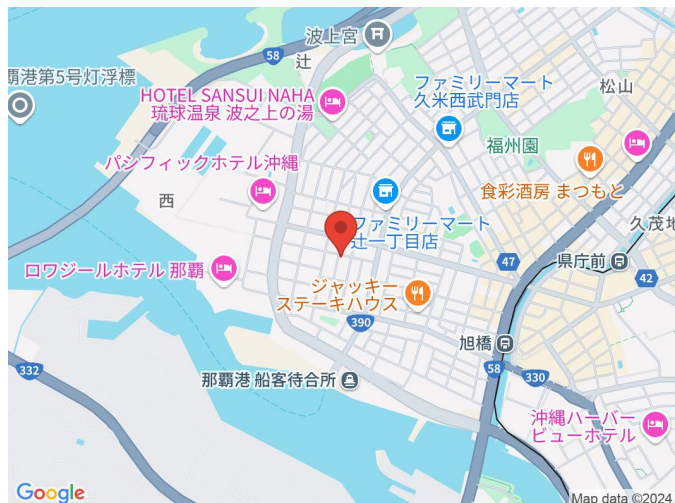 波上宮
58
辻
覇港第5号灯浮標
松山
ファミリーマート
久米西武門店
HOTEL SANSUI NAHA
琉球温泉 波之上の湯
福州園
パシフィックホテル沖縄
食彩酒房 まつもと
西
久茂地
ファミリーマート
辻一丁目店
県庁前
47
ロワジールホテル 那覇
42
ジャッキー
ステーキハウス
390
旭橋
332
58
330
那覇港 船客待合所
沖縄ハーバー
ビューホテル
Google
Map data ©2024